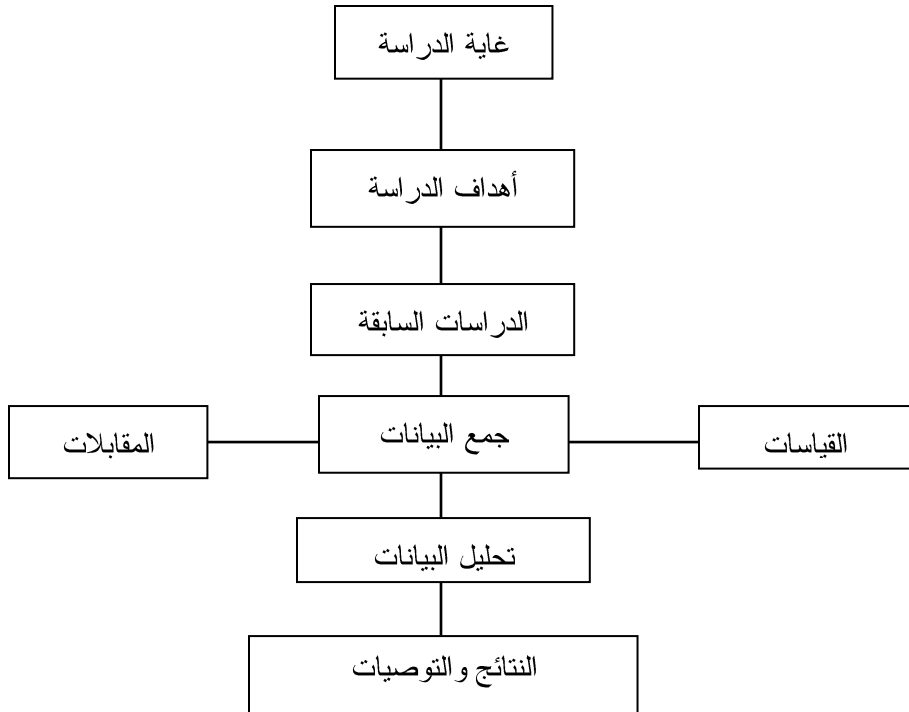 غاية الدراسة
أهداف الدراسة
الدراسات السابقة
القياسات
جمع البيانات
المقابلات
تحليل البيانات
النتائج والتوصيات